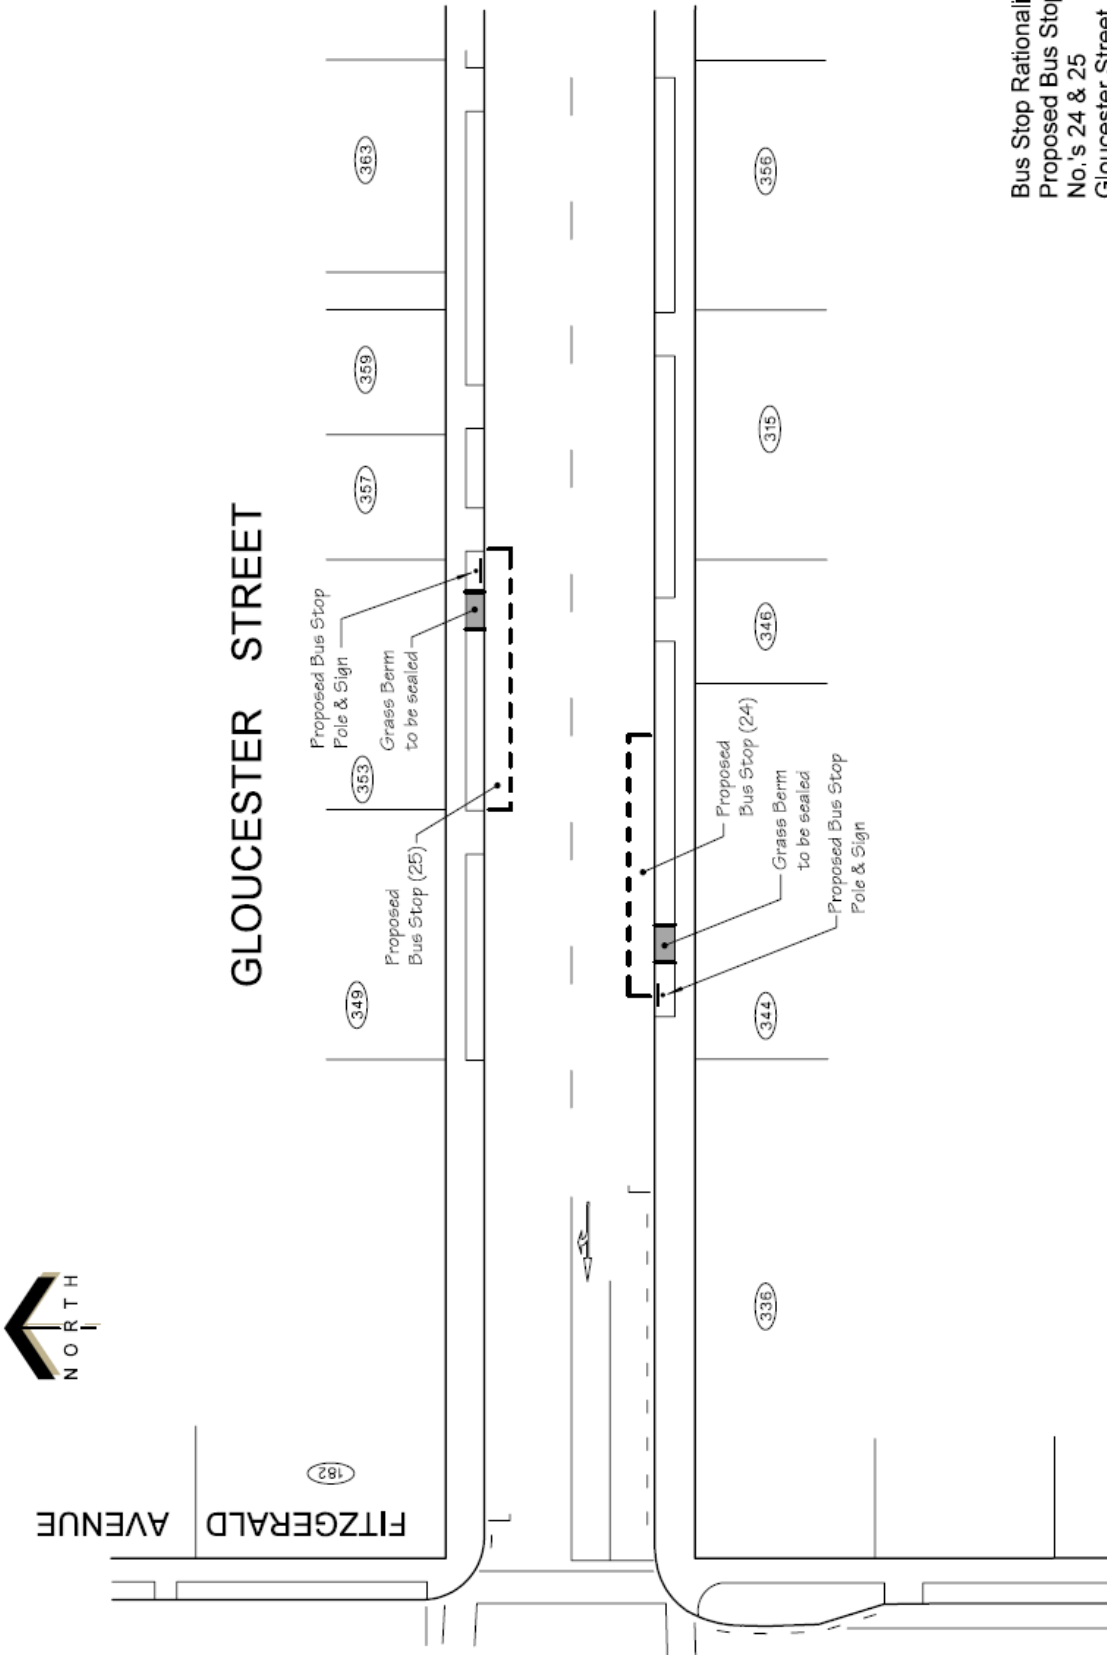 GLOUCESTER STREET
349
353
357
359
363
Proposed Bus Stop
Pole & Sign
Grass Berm
to be sealed
Proposed
Bus Stop (25)
Proposed
Bus Stop (24)
Grass Berm
to be sealed
Proposed Bus Stop
Pole & Sign
336
344
346
315
356
NORTH
FITZGERALD AVENUE
182
Bus Stop Rationali
Proposed Bus Stop
No.'s 24 & 25
Gloucester Street